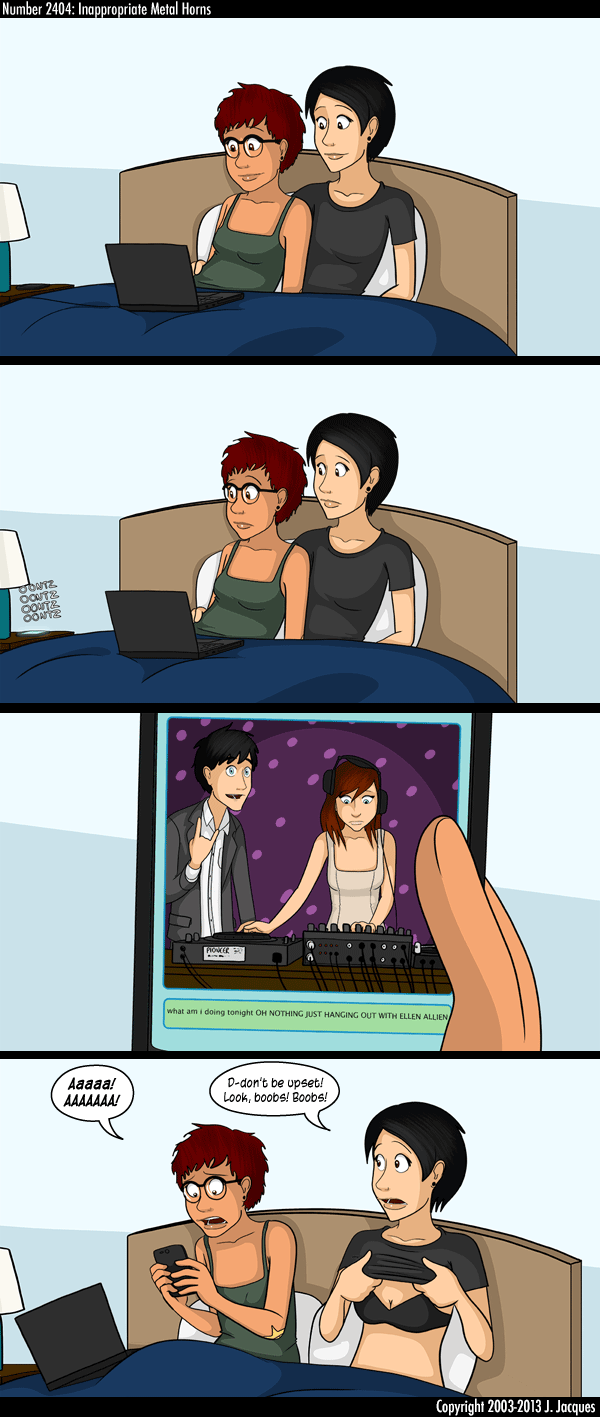 Number 2404: Inappropriate Metal Horns
OONTZ
OONTZ
OONTZ
OONTZ
PIONEER
what am i doing tonight OH NOTHING JUST HANGING OUT WITH ELLEN ALLIEN
Aaaaa!
AAAAAAA!
D-don't be upset!
Look, boobs! Boobs!
Copyright 2003-2013 J. Jacques